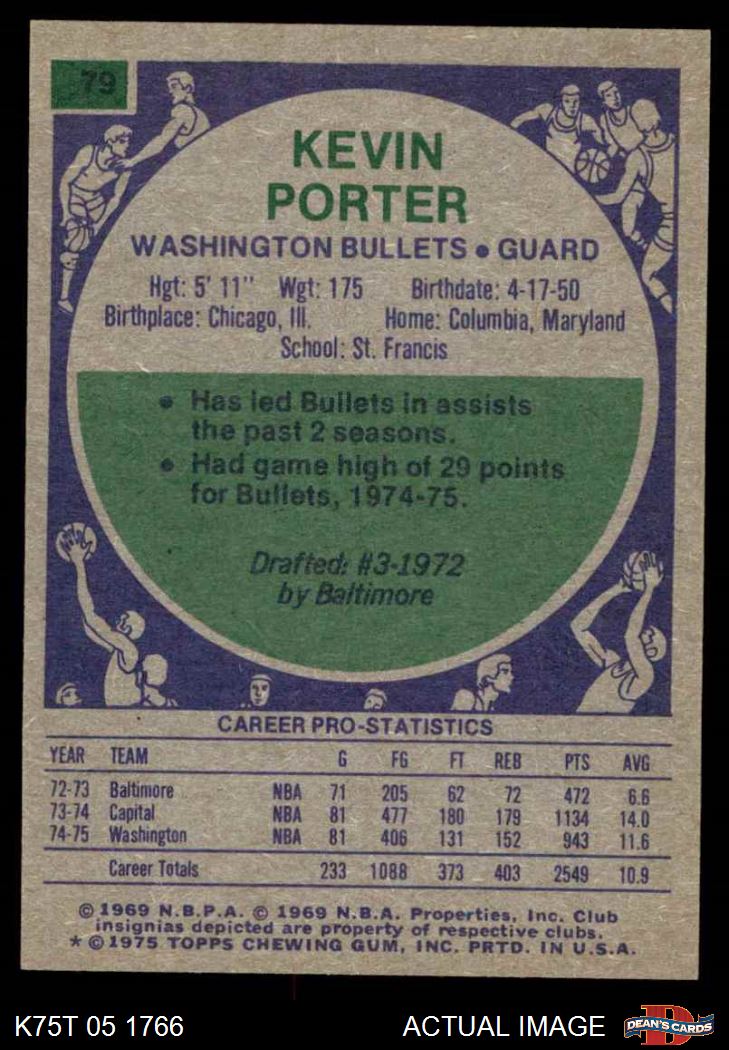 79
KEVIN
PORTER
WASHINGTON BULLETS • GUARD
Hgt: 5' 11" Wgt: 175 Birthdate: 4-17-50
Birthplace: Chicago, Ill. Home: Columbia, Maryland
School: St. Francis
• Has led Bullets in assists
the past 2 seasons.
• Had game high of 29 points
for Bullets, 1974-75.
Drafted: #3-1972
by Baltimore
CAREER PRO-STATISTICS
YEAR TEAM G FG FT REB PTS AVG
72-73 Baltimore NBA 71 205 62 72 472 6.6
73-74 Capital NBA 81 477 180 179 1134 14.0
74-75 Washington NBA 81 406 131 152 943 11.6
Career Totals 233 1088 373 403 2549 10.9
© 1969 N.B.P.A. © 1969 N.B.A. Properties, Inc. Club
insignias depicted are property of respective clubs.
* © 1975 TOPPS CHEWING GUM, INC. PRTD. IN U.S.A.
K75T 05 1766 ACTUAL IMAGE
D
DEAN'S CARDS